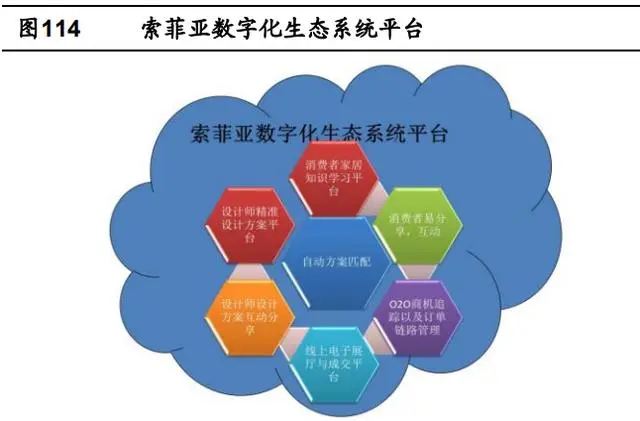 图114 索菲亚数字化生态系统平台
索菲亚数字化生态系统平台
消费者家居
知识学习平
台
设计师精准
设计方案平
台
消费者易分
享，互动
自动方案匹配
设计师设计
方案互动分
享
O2O商机追
踪以及订单
链路管理
线上电子展
厅与成交平
台